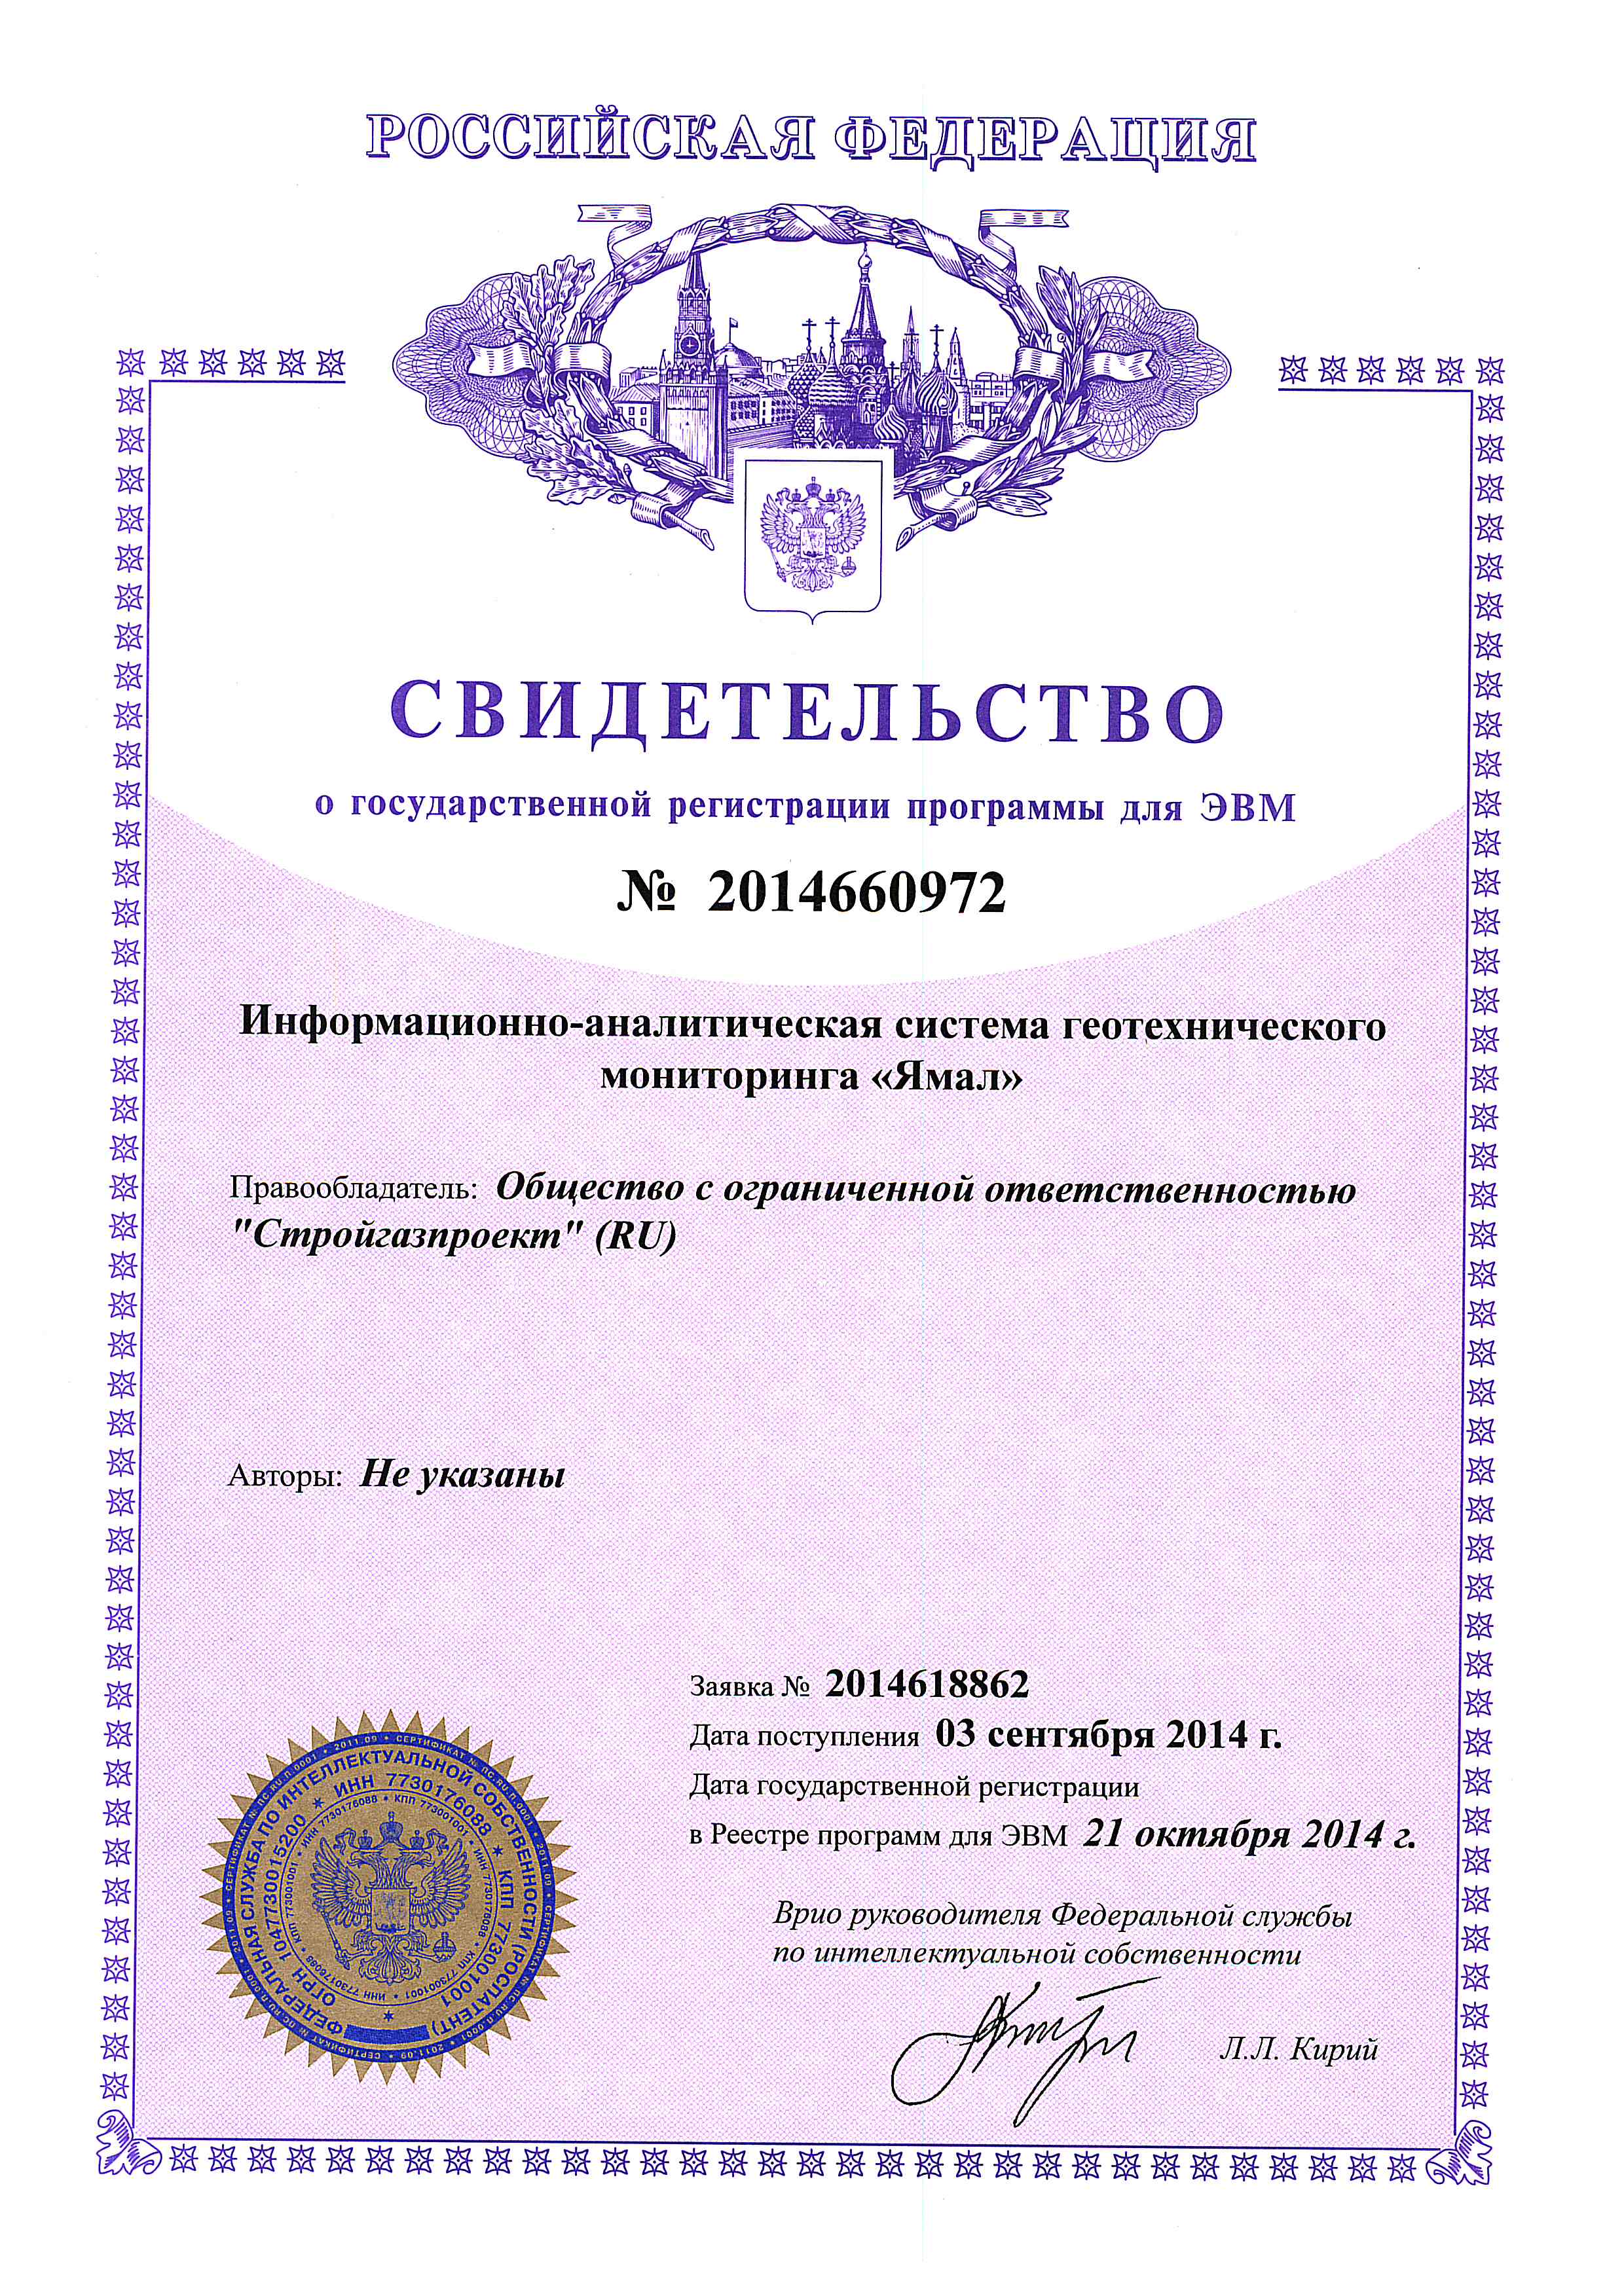 РОССИЙСКАЯ ФЕДЕРАЦИЯ
СВИДЕТЕЛЬСТВО
о государственной регистрации программы для ЭВМ
№ 2014660972
Информационно-аналитическая система геотехнического
мониторинга «Ямал»
Правообладатель: Общество с ограниченной ответственностью
"Стройгазпроект" (RU)
Авторы: Не указаны
Заявка № 2014618862
Дата поступления 03 сентября 2014 г.
Дата государственной регистрации
в Реестре программ для ЭВМ 21 октября 2014 г.
Врио руководителя Федеральной службы
по интеллектуальной собственности
Л.Л. Кирий
ФЕДЕРАЛЬНАЯ СЛУЖБА ПО ИНТЕЛЛЕКТУАЛЬНОЙ СОБСТВЕННОСТИ (РОСПАТЕНТ)
ОГРН 1047730015200 * ИНН 7730176088 * КПП 773001001